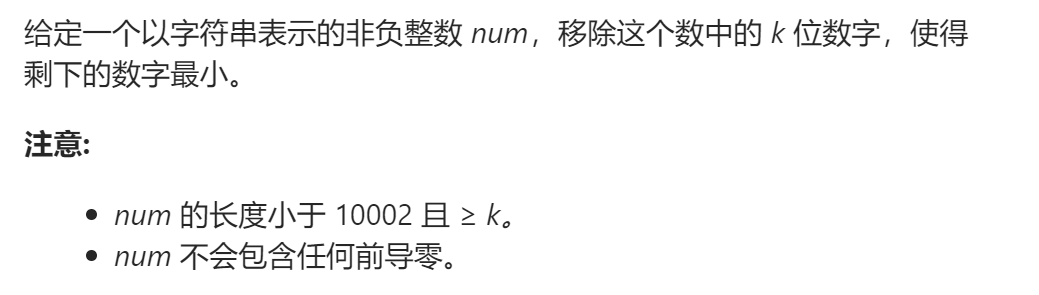 给定一个以字符串表示的非负整数 num，移除这个数中的 k 位数字，使得
剩下的数字最小。
注意:
• num 的长度小于 10002 且 ≥ k。
• num 不会包含任何前导零。